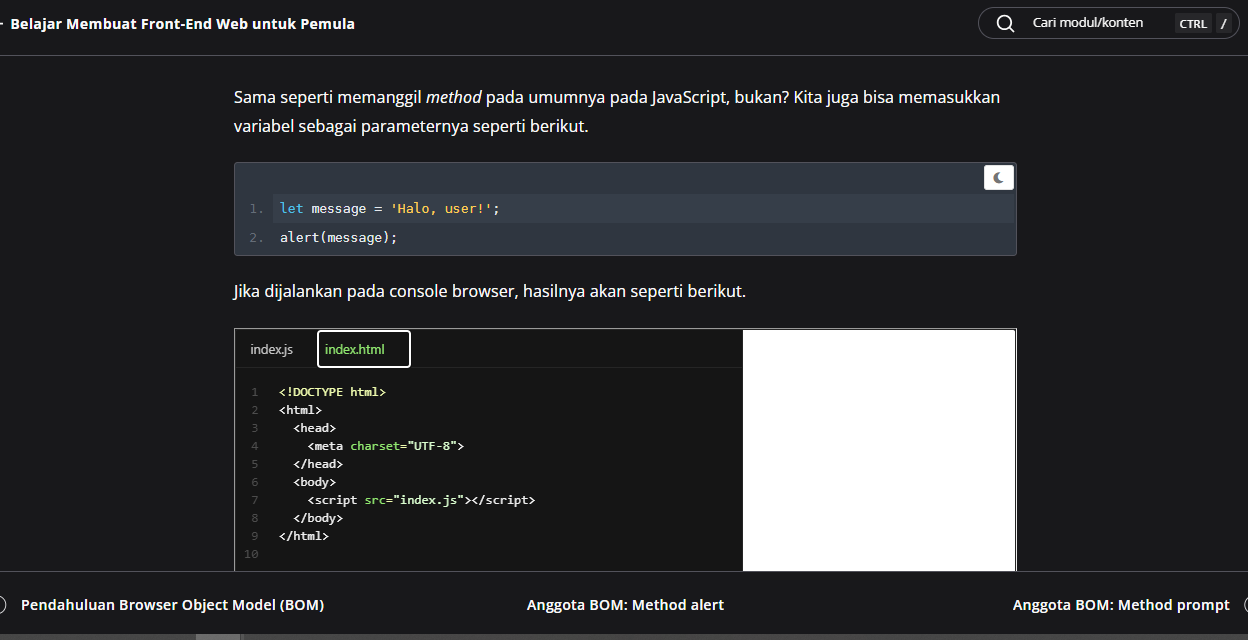 Belajar Membuat Front-End Web untuk Pemula
Cari modul/konten CTRL /
Sama seperti memanggil method pada umumnya pada JavaScript, bukan? Kita juga bisa memasukkan
variabel sebagai parameternya seperti berikut.
1. let message = 'Halo, user!';
2. alert(message);
Jika dijalankan pada console browser, hasilnya akan seperti berikut.
index.js index.html
1 <!DOCTYPE html>
2 <html>
3 <head>
4 <meta charset="UTF-8">
5 </head>
6 <body>
7 <script src="index.js"></script>
8 </body>
9 </html>
10
Pendahuluan Browser Object Model (BOM) Anggota BOM: Method alert Anggota BOM: Method prompt